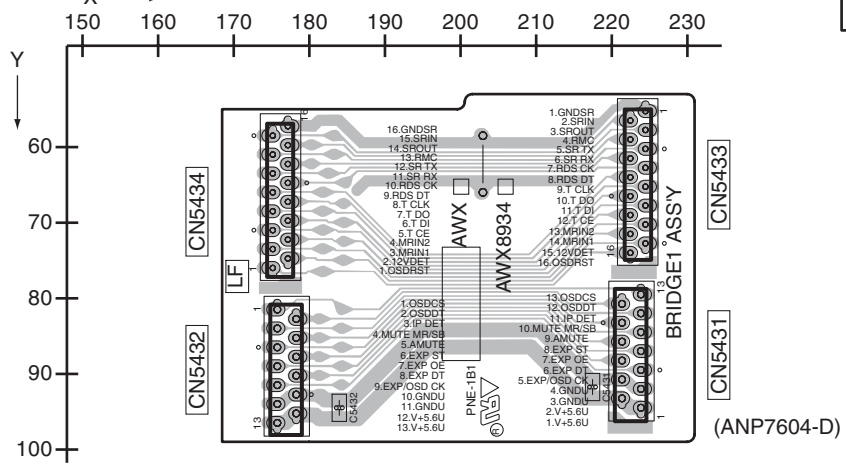 X
150 160 170 180 190 200 210 220 230
Y
60
70
80
90
100
CN5434
16
1
16.GNDSR
15.SRIN
14.SROUT
13.RMC
12.SR TX
11.SR RX
10.RDS CK
9.RDS DT
8.T CLK
7.T DO
6.T DI
5.T CE
4.MRIN2
3.MRIN1
2.12VDET
1.OSDRST
1.GNDSR
2.SRIN
3.SROUT
4.RMC
5.SR TX
6.SR RX
7.RDS CK
8.RDS DT
9.T CLK
10.T DO
11.T DI
12.T CE
13.MRIN2
14.MRIN1
15.12VDET
16.OSDRST
1
16
CN5433
LF
AWX
AWX8934
BRIDGE1 ASS'Y
CN5432
1
13
1.OSDCS
2.OSDDT
3.IP DET
4.MUTE MR/SB
5.AMUTE
6.EXP ST
7.EXP OE
8.EXP DT
9.EXP/OSD CK
10.GNDU
11.GNDU
12.V+5.6U
13.V+5.6U
C5432
PNE-1B1
13.OSDCS
12.OSDDT
11.IP DET
10.MUTE MR/SB
9.AMUTE
8.EXP ST
7.EXP OE
6.EXP DT
5.EXP/OSD CK
4.GNDU
3.GNDU
2.V+5.6U
1.V+5.6U
C5431
13
1
CN5431
(ANP7604-D)